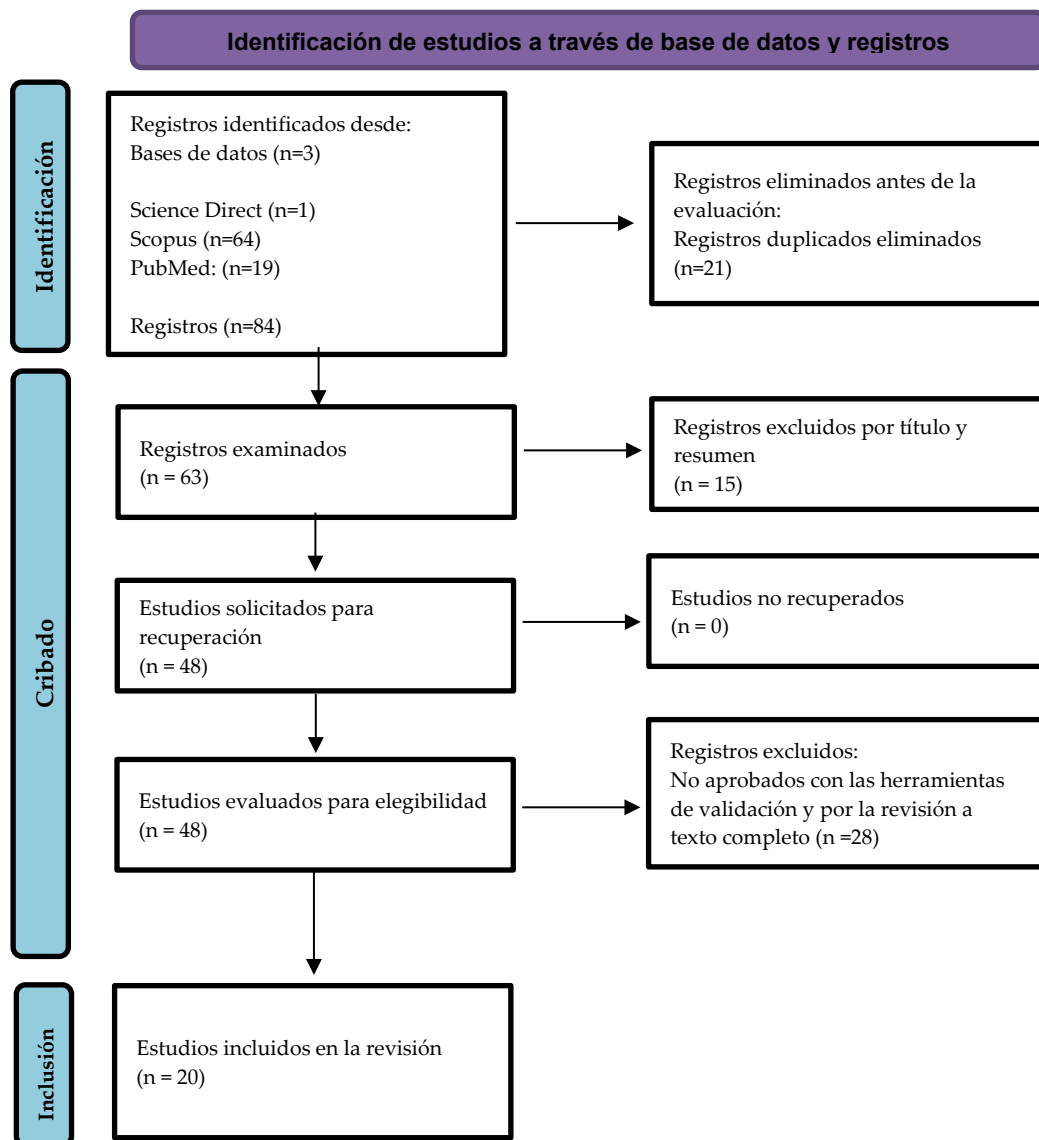 Identificación de estudios a través de base de datos y registros
Identificación
Registros identificados desde:
Bases de datos (n=3)
Science Direct (n=1)
Scopus (n=64)
PubMed: (n=19)
Registros (n=84)
Registros eliminados antes de la
evaluación:
Registros duplicados eliminados
(n=21)
Cribado
Registros examinados
(n = 63)
Registros excluidos por título y
resumen
(n = 15)
Estudios solicitados para
recuperación
(n = 48)
Estudios no recuperados
(n = 0)
Estudios evaluados para elegibilidad
(n = 48)
Registros excluidos:
No aprobados con las herramientas
de validación y por la revisión a
texto completo (n =28)
Inclusión
Estudios incluidos en la revisión
(n = 20)